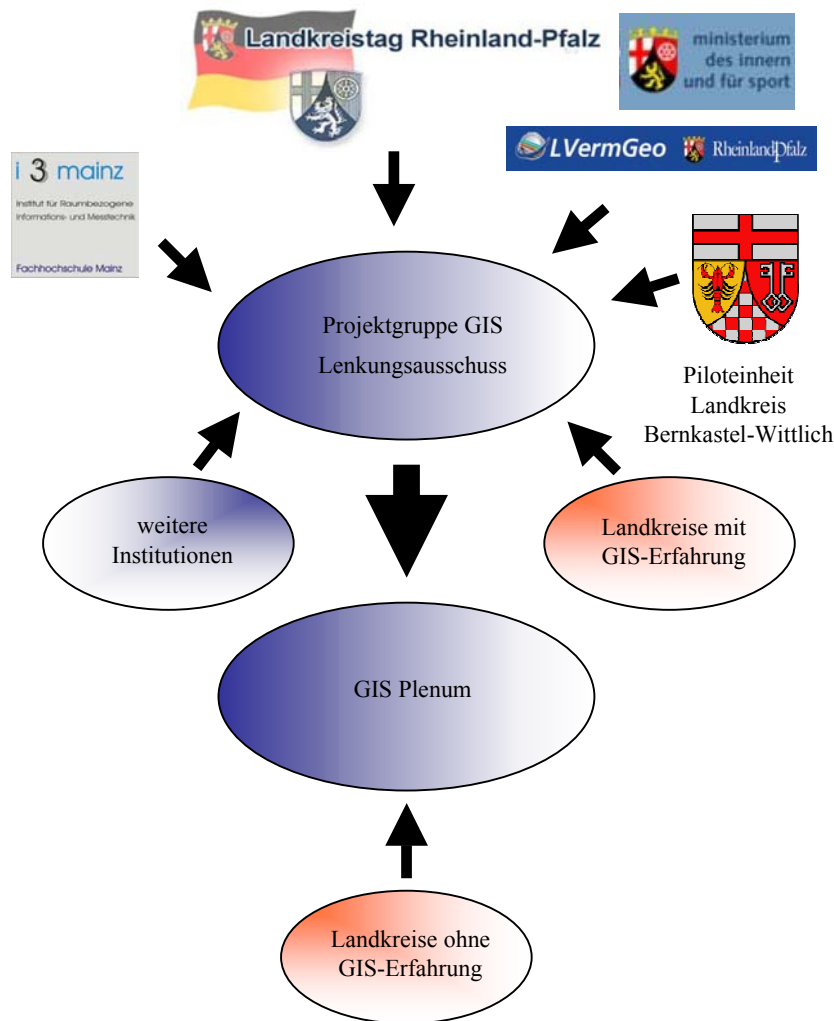 Landkreistag Rheinland-Pfalz
ministerium
des innern
und für sport
LVermGeo RheinlandPfalz
i 3 mainz
Institut für Raumbezogene
Informations- und Messtechnik
Fachhochschule Mainz
Projektgruppe GIS
Lenkungsausschuss
Piloteinheit
Landkreis
Bernkastel-Wittlich
weitere
Institutionen
Landkreise mit
GIS-Erfahrung
GIS Plenum
Landkreise ohne
GIS-Erfahrung